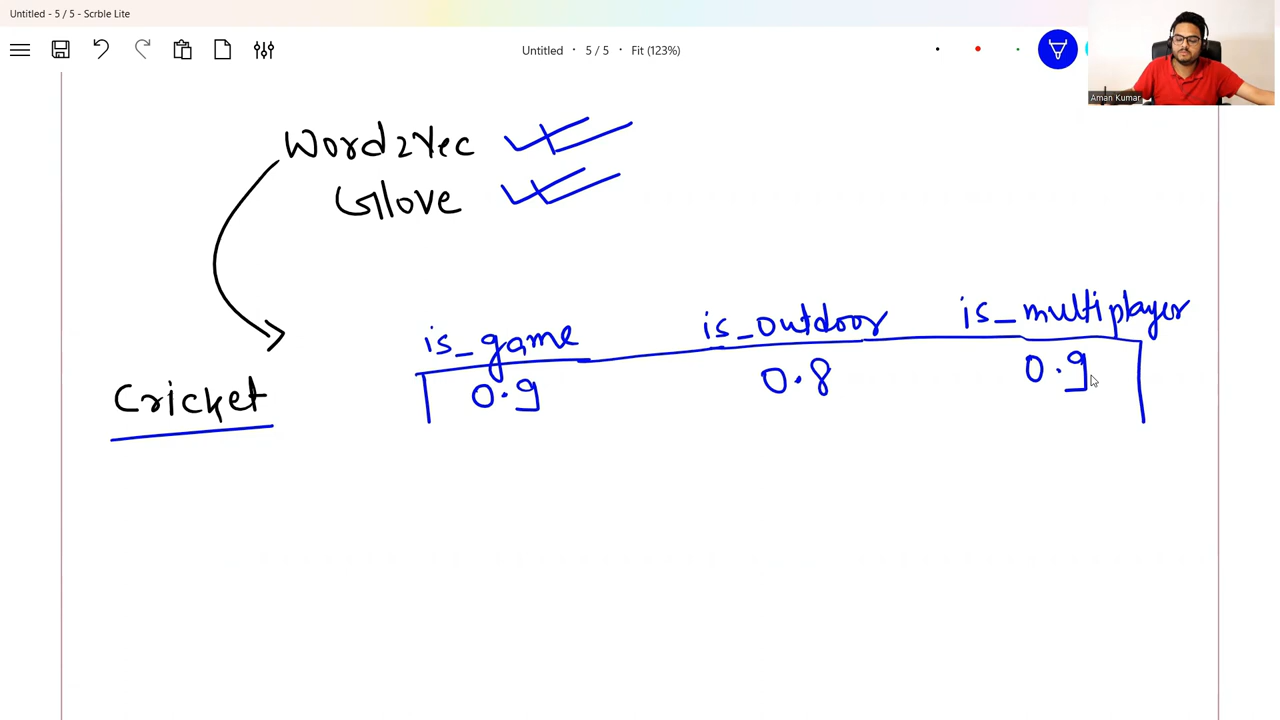 Untitled - 5 / 5 - Scrble Lite
Untitled • 5 / 5 • Fit (123%)
Aman Kumar
Word2Vec
Glove
is_game is_outdoor is_multiplayer
Cricket 0.9 0.8 0.9